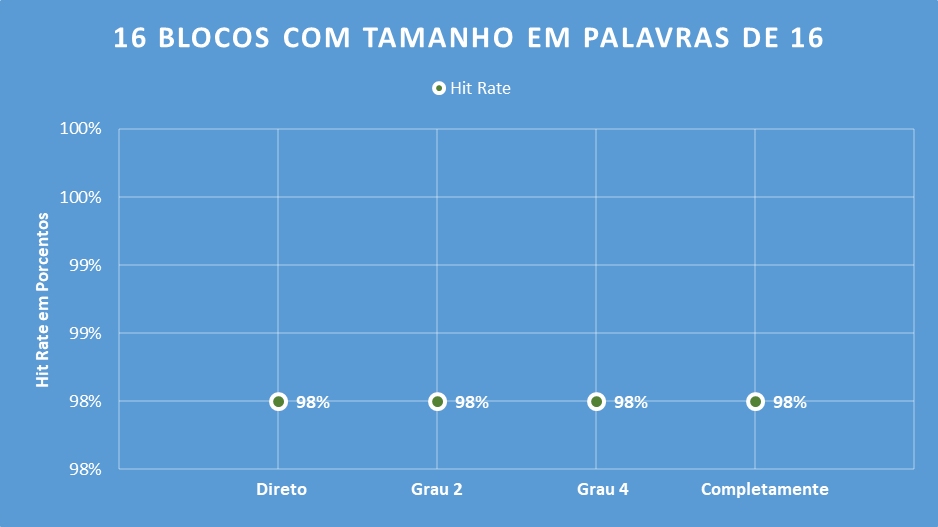 16 BLOCOS COM TAMANHO EM PALAVRAS DE 16
Hit Rate
Hit Rate em Porcentos
100%
100%
99%
99%
98%
98%
98%
98%
98%
98%
Direto
Grau 2
Grau 4
Completamente